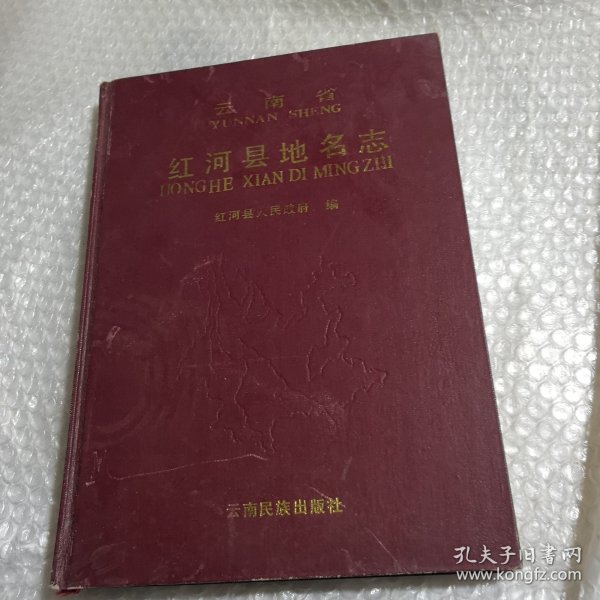 云南省
YUNNAN SHENG
红河县地名志
HONGHE XIAN DI MING ZHI
红河县人民政府 编
云南民族出版社
孔夫子旧书网
www.kongfz.com